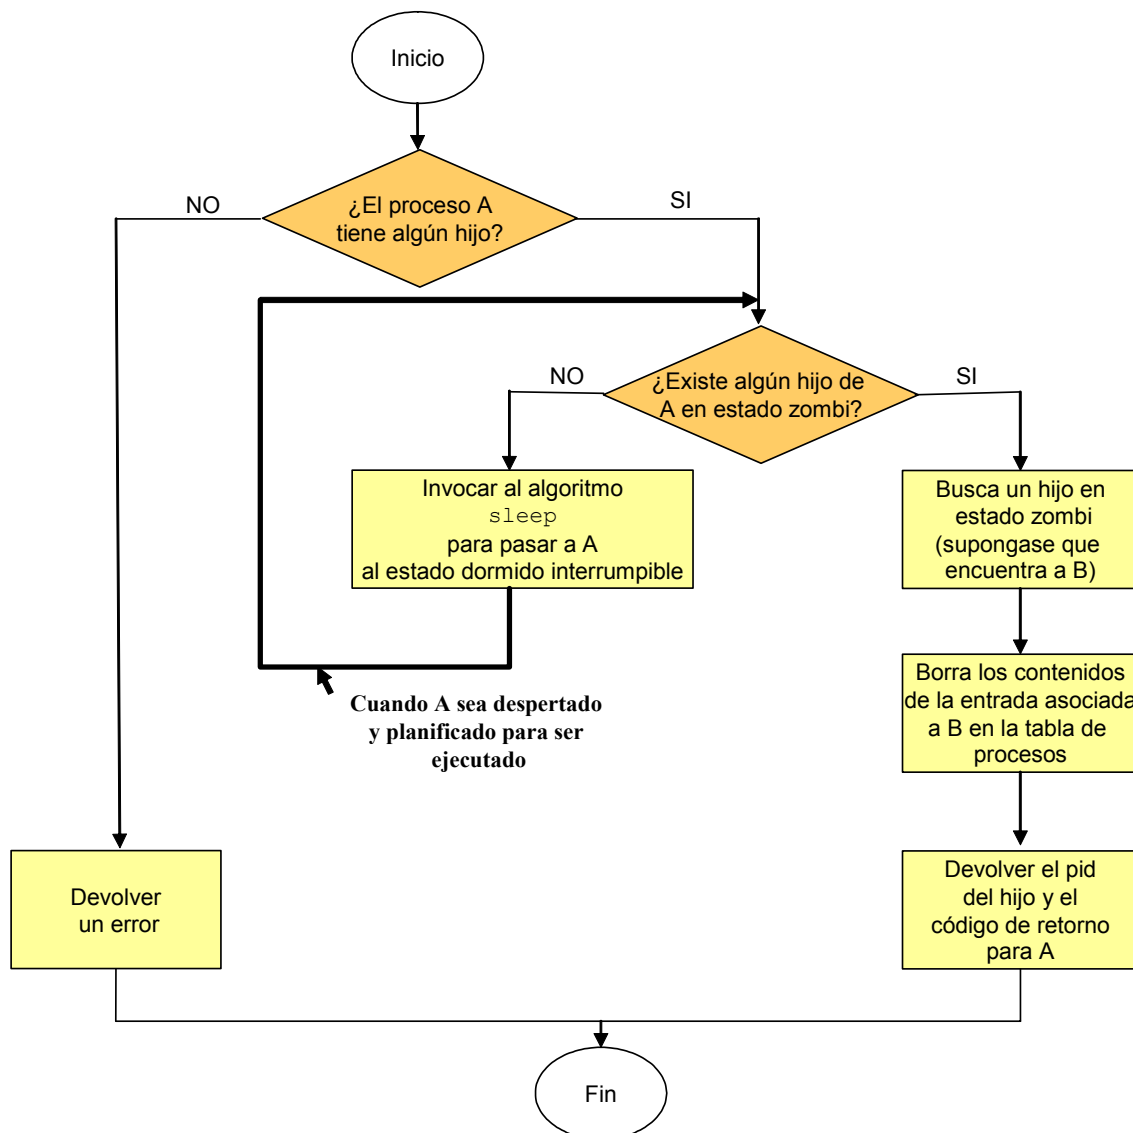 Inicio
¿El proceso A
tiene algún hijo?
NO
SI
¿Existe algún hijo de
A en estado zombi?
NO
SI
Invocar al algoritmo
sleep
para pasar a A
al estado dormido interrumpible
Busca un hijo en
estado zombi
(supongase que
encuentra a B)
Cuando A sea despertado
y planificado para ser
ejecutado
Borra los contenidos
de la entrada asociada
a B en la tabla de
procesos
Devolver
un error
Devolver el pid
del hijo y el
código de retorno
para A
Fin